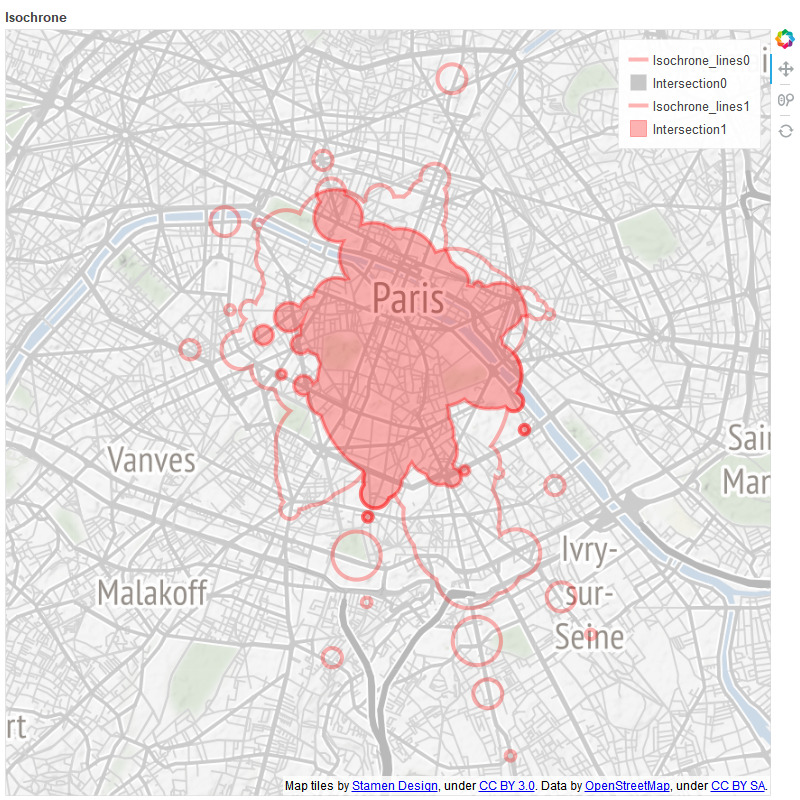 Isochrone
Isochrone_lines0
Intersection0
Isochrone_lines1
Intersection1
Paris
Vanves
Sai
Mar
Malakoff
Ivry-
sur-
Seine
rt
Map tiles by Stamen Design, under CC BY 3.0. Data by OpenStreetMap, under CC BY SA.